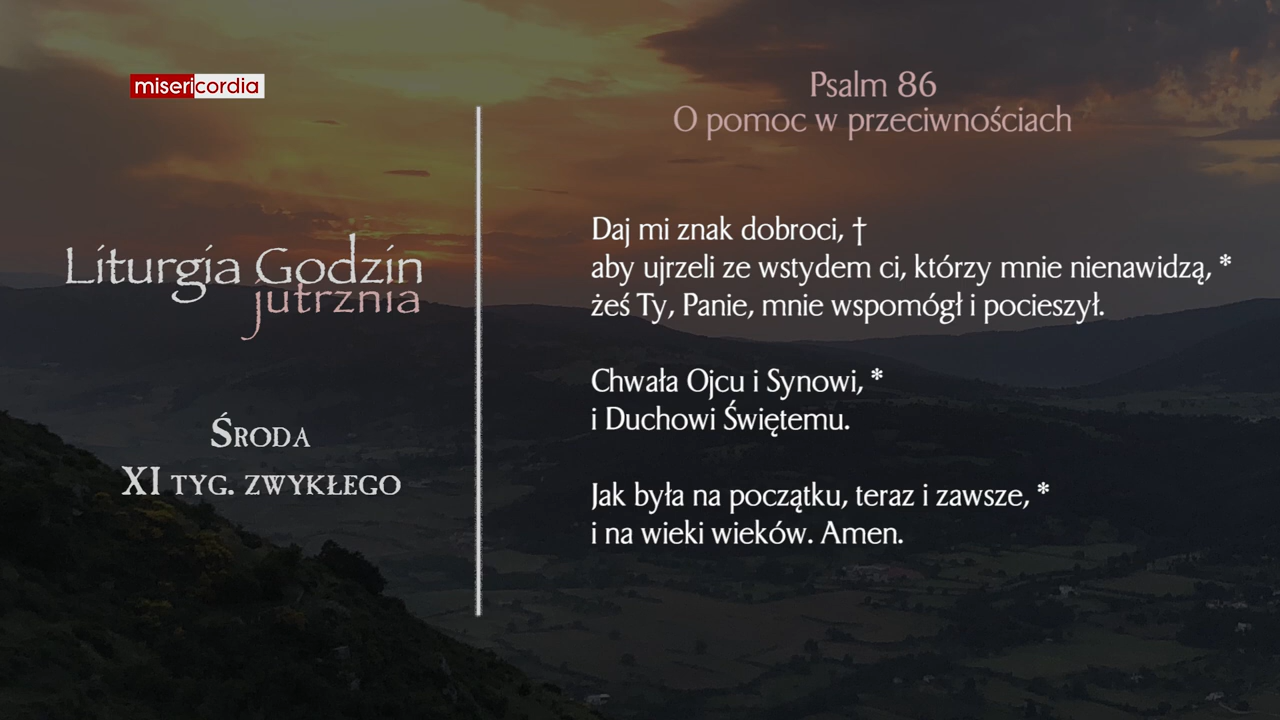 misericordia
Liturgia Godzin
jutrznia
Środa
XI tyg. zwykłego
Psalm 86
O pomoc w przeciwnościach
Daj mi znak dobroci, †
aby ujrzeli ze wstydem ci, którzy mnie nienawidzą, *
żeś Ty, Panie, mnie wspomógł i pocieszył.
Chwała Ojcu i Synowi, *
i Duchowi Świętemu.
Jak była na początku, teraz i zawsze, *
i na wieki wieków. Amen.